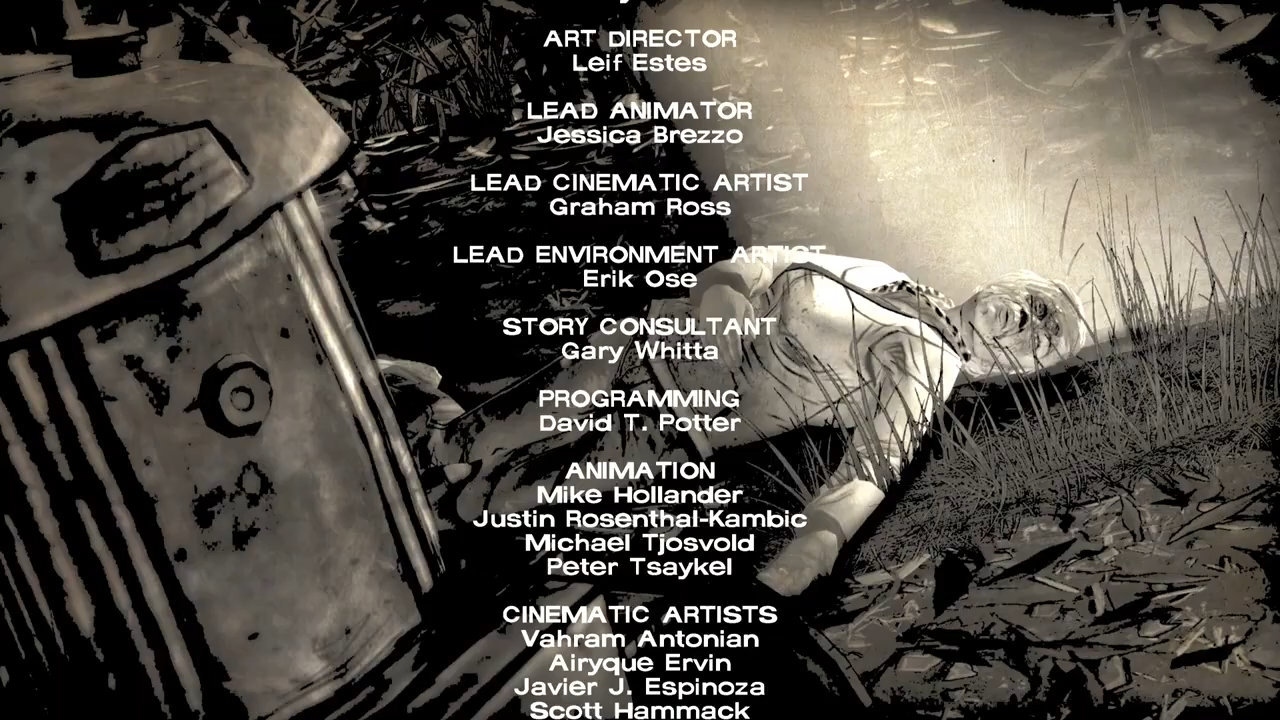 ART DIRECTOR
Leif Estes
LEAD ANIMATOR
Jessica Brezzo
LEAD CINEMATIC ARTIST
Graham Ross
LEAD ENVIRONMENT ARTIST
Erik Ose
STORY CONSULTANT
Gary Whitta
PROGRAMMING
David T. Potter
ANIMATION
Mike Hollander
Justin Rosenthal-Kambic
Michael Tjosvold
Peter Tsaykel
CINEMATIC ARTISTS
Vahram Antonian
Airyque Ervin
Javier J. Espinoza
Scott Hammack